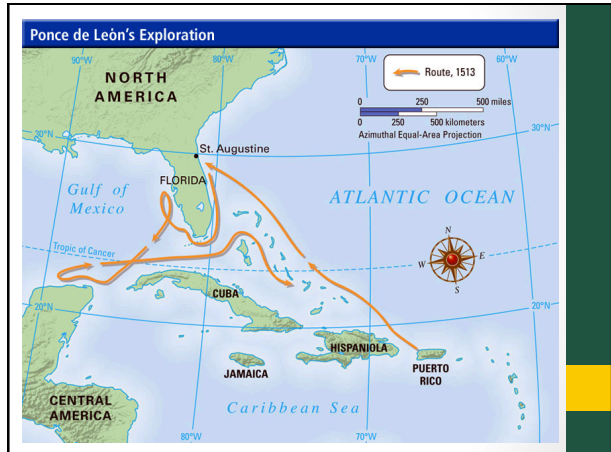 Ponce de Leòn's Exploration
90°W
80°W
70°W
60°W
Route, 1513
NORTH
AMERICA
0 250 500 miles
0 250 500 kilometers
Azimuthal Equal-Area Projection
30°N
30°N
St. Augustine
FLORIDA
Gulf of
Mexico
ATLANTIC OCEAN
N
W E
S
Tropic of Cancer
CUBA
20°N
20°N
HISPANIOLA
JAMAICA
PUERTO
RICO
CENTRAL
AMERICA
Caribbean Sea
80°W
70°W